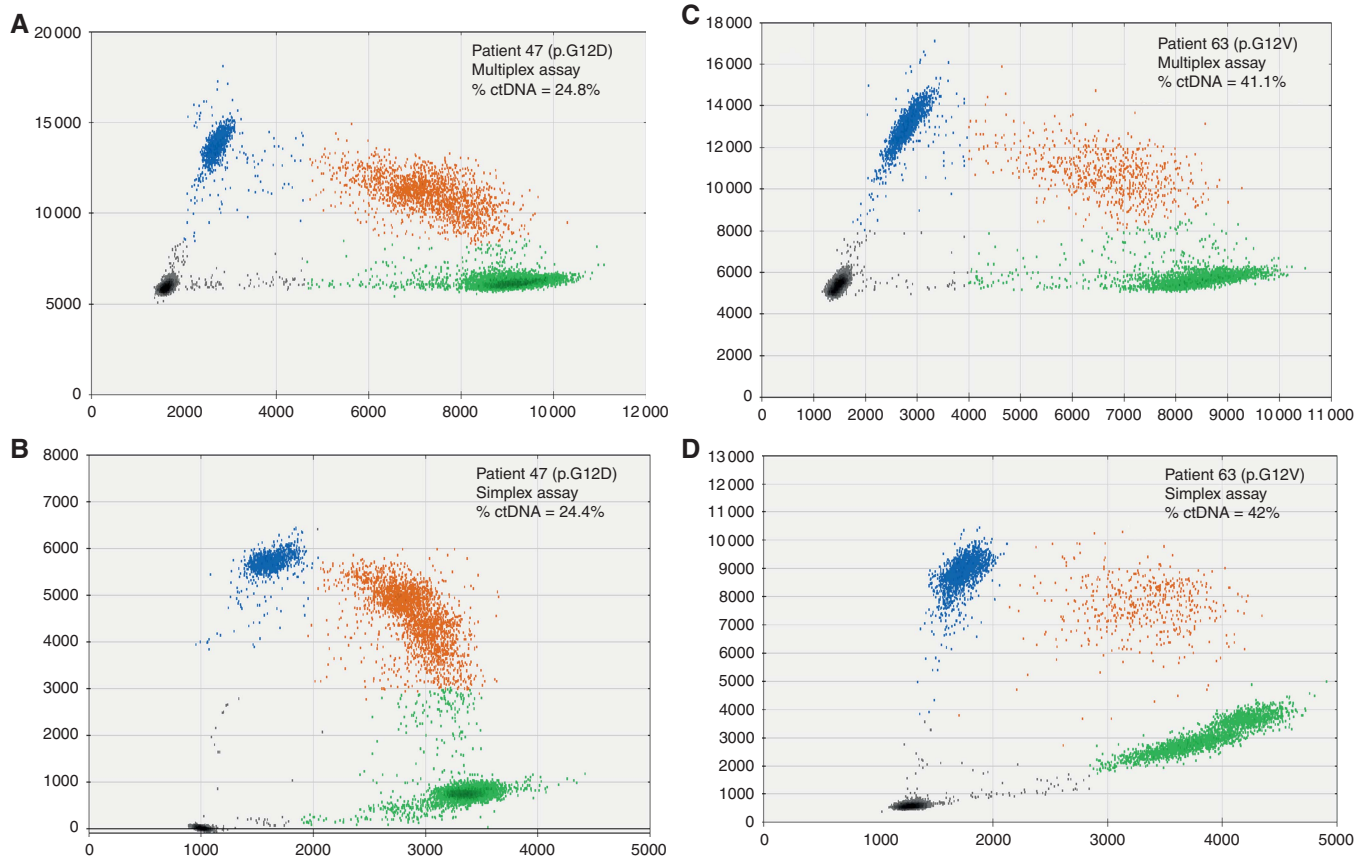 A
20 000
15 000
10 000
5000
0
0 2000 4000 6000 8000 10 000 12 000
Patient 47 (p.G12D)
Multiplex assay
% ctDNA = 24.8%
B
8000
7000
6000
5000
4000
3000
2000
1000
0
0 1000 2000 3000 4000 5000
Patient 47 (p.G12D)
Simplex assay
% ctDNA = 24.4%
C
18 000
16 000
14 000
12 000
10 000
8000
6000
4000
2000
0
0 1000 2000 3000 4000 5000 6000 7000 8000 9000 10 000 11 000
Patient 63 (p.G12V)
Multiplex assay
% ctDNA = 41.1%
D
13 000
12 000
11 000
10 000
9000
8000
7000
6000
5000
4000
3000
2000
1000
0
0 1000 2000 3000 4000 5000
Patient 63 (p.G12V)
Simplex assay
% ctDNA = 42%